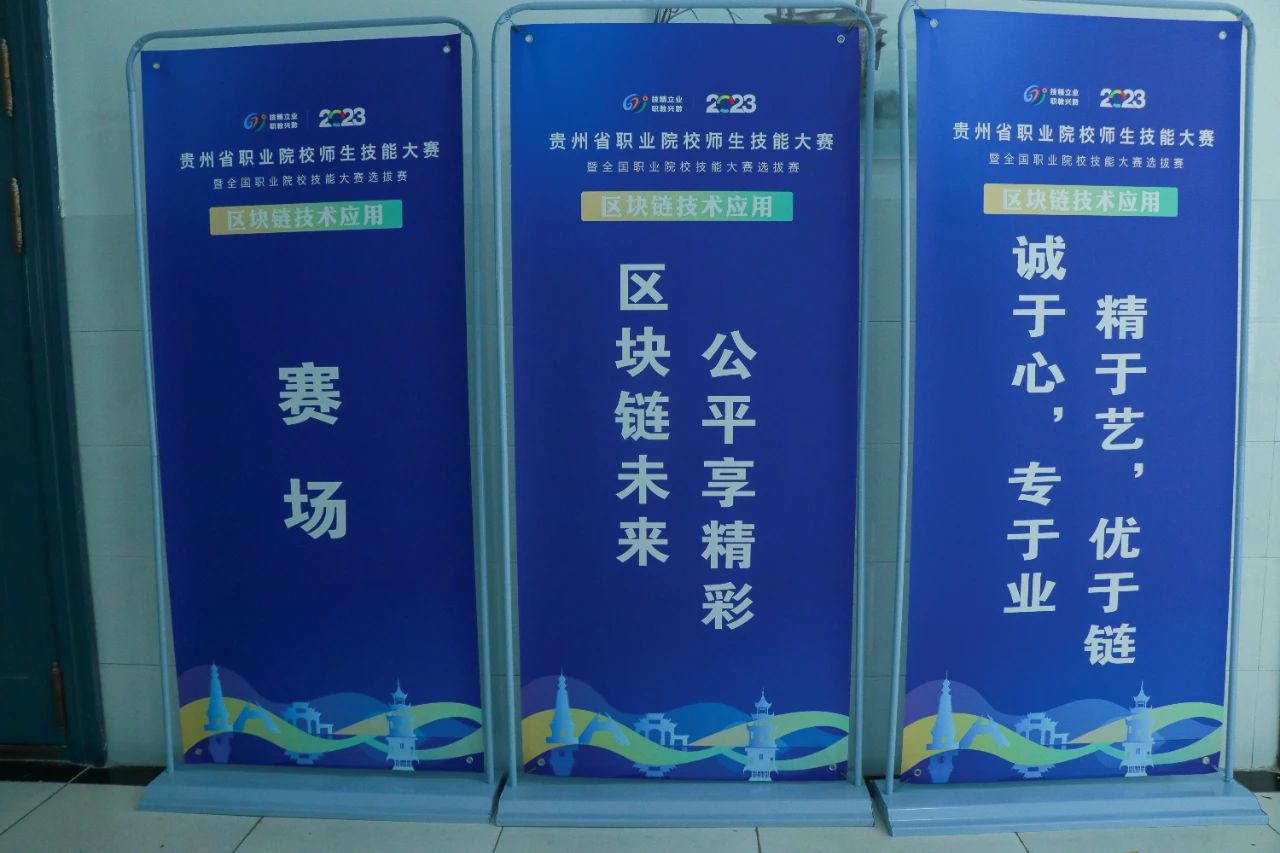 技精立业
职教兴黔
2023
贵州省职业院校师生技能大赛
暨全国职业院校技能大赛选拔赛
区块链技术应用
赛场
技精立业
职教兴黔
2023
贵州省职业院校师生技能大赛
暨全国职业院校技能大赛选拔赛
区块链技术应用
区块链未来
公平享精彩
技精立业
职教兴黔
2023
贵州省职业院校师生技能大赛
暨全国职业院校技能大赛选拔赛
区块链技术应用
诚于心，专于业
精于艺，优于链